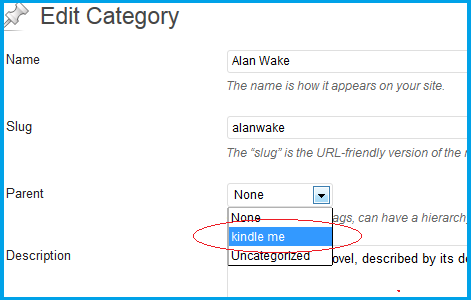 Edit Category
Name
Alan Wake
The name is how it appears on your site.
Slug
alanwake
The “slug” is the URL-friendly version of the
Parent
None
None
ags, can have a hierarchy
kindle me
Uncategorized
Description
ovel, described by its de